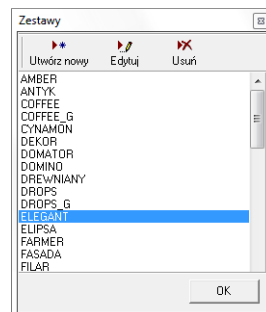 Zestawy
Utwórz nowy Edytuj Usuń
AMBER
ANTYK
COFFEE
COFFEE_G
CYNAMON
DEKOR
DOMATOR
DOMINO
DREWNIANY
DROPS
DROPS_G
ELEGANT
ELIPSA
FARMER
FASADA
FILAR
OK